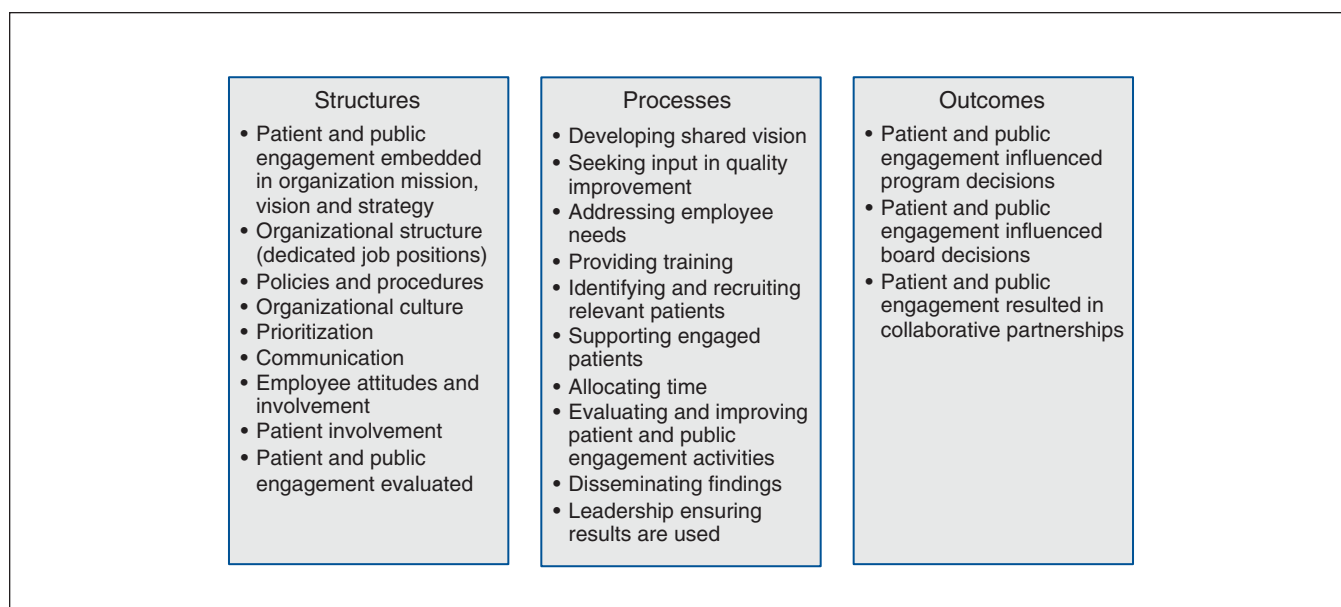 Structures
• Patient and public
engagement embedded
in organization mission,
vision and strategy
• Organizational structure
(dedicated job positions)
• Policies and procedures
• Organizational culture
• Prioritization
• Communication
• Employee attitudes and
involvement
• Patient involvement
• Patient and public
engagement evaluated
Processes
• Developing shared vision
• Seeking input in quality
improvement
• Addressing employee
needs
• Providing training
• Identifying and recruiting
relevant patients
• Supporting engaged
patients
• Allocating time
• Evaluating and improving
patient and public
engagement activities
• Disseminating findings
• Leadership ensuring
results are used
Outcomes
• Patient and public
engagement influenced
program decisions
• Patient and public
engagement influenced
board decisions
• Patient and public
engagement resulted in
collaborative partnerships